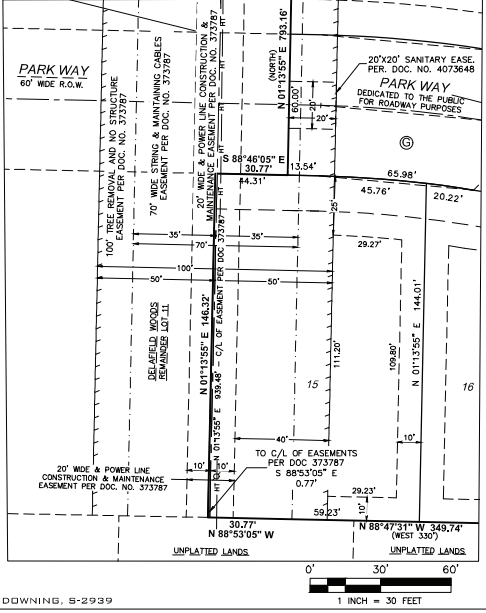 PARK WAY
60' WIDE R.O.W.
100' TREE REMOVAL AND NO STRUCTURE
EASEMENT PER DOC. NO. 373787
70' WIDE STRING & MAINTAINING CABLES
EASEMENT PER DOC. NO. 373787
20' WIDE & POWER LINE CONSTRUCTION &
MAINTENANCE EASEMENT PER DOC. NO. 373787
HT
HT
HT
(NORTH)
N 01°13'55" E 793.16'
60.00'
20'
20'
20'X20' SANITARY EASE.
PER. DOC. NO. 4073648
PARK WAY
DEDICATED TO THE PUBLIC
FOR ROADWAY PURPOSES
G
S 88°46'05" E
30.77'
13.54'
44.31'
65.98'
45.76'
20.22'
25'
35'
35'
70'
29.27'
100'
50'
50'
DELAFIELD WOODS
REMAINDER LOT 11
N 01°13'55" E 146.32'
N 01°13'55" E 939.48' - C/L OF EASEMENT PER DOC 373787
111.20'
109.80'
N 01°13'55" E 144.01'
15
16
40'
10'
TO C/L OF EASEMENTS
PER DOC 373787
S 88°53'05" E
0.77'
20' WIDE & POWER LINE
CONSTRUCTION & MAINTENANCE
EASEMENT PER DOC. NO. 373787
10'
10'
HT
29.23'
10'
59.23'
30.77'
N 88°53'05" W
N 88°47'31" W 349.74'
(WEST 330')
UNPLATTED LANDS
UNPLATTED LANDS
0' 30' 60'
1 INCH = 30 FEET
DOWNING, S-2939